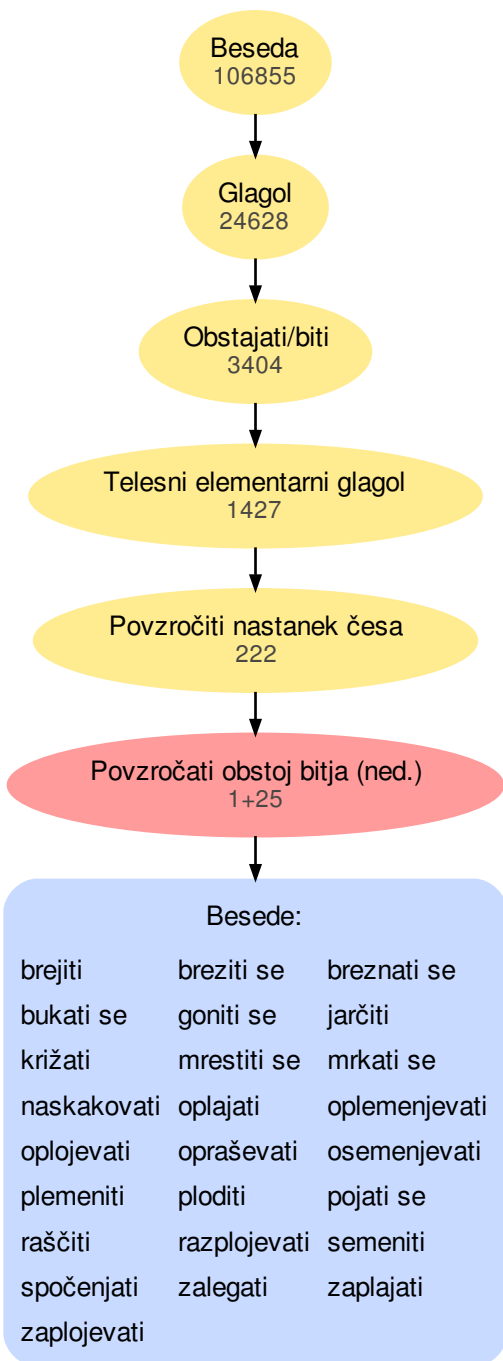 Beseda
106855
Glagol
24628
Obstajati/biti
3404
Telesni elementarni glagol
1427
Povzročiti nastanek česa
222
Povzročati obstoj bitja (ned.)
1+25
Besede:
brejiti breziti se breznati se
bukati se goniti se jarčiti
križati mrestiti se mrkati se
naskakovati oplajati oplemenjevati
oplojevati opraševati osemenjevati
plemeniti ploditi pojati se
raščiti razplojevati semeniti
spočenjati zalegati zaplajati
zaplojevati